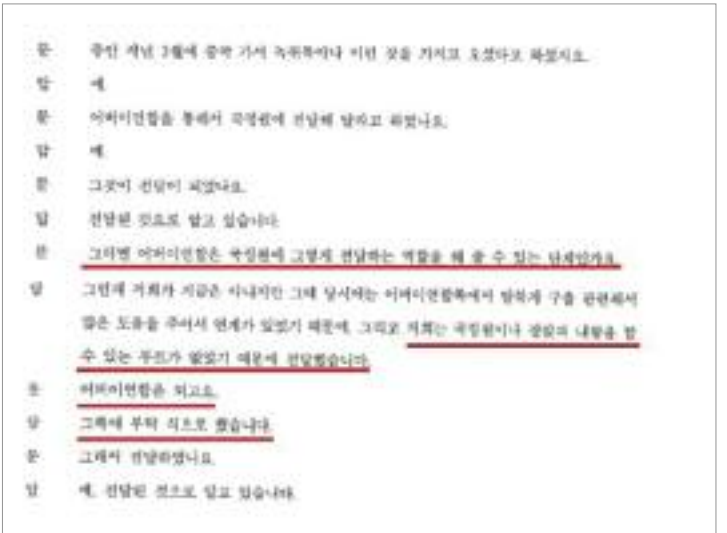 문 증인 작년 3월에 중국 가서 녹취록이나 이런 것을 가지고 오셨다고 하셨지요.
답 예.
문 어버이연합을 통해서 국정원에 전달해 달라고 하였나요.
답 예.
문 그것이 전달이 되었나요.
답 전달된 것으로 알고 있습니다.
문 그러면 어버이연합은 국정원에 그렇게 전달하는 역할을 해 줄 수 있는 단체인가요.
답 그런데 저희가 지금은 아니지만 그때 당시에는 어버이연합쪽에서 탈북자 구출 관련해서
많은 도움을 주어서 연계가 있었기 때문에, 그리고 저희는 국정원이나 검찰의 내용을 알
수 있는 루트가 없었기 때문에 전달했습니다.
문 어버이연합은 되고요.
답 그쪽에 부탁 식으로 했습니다.
문 그래서 전달하였나요.
답 예, 전달된 것으로 알고 있습니다.